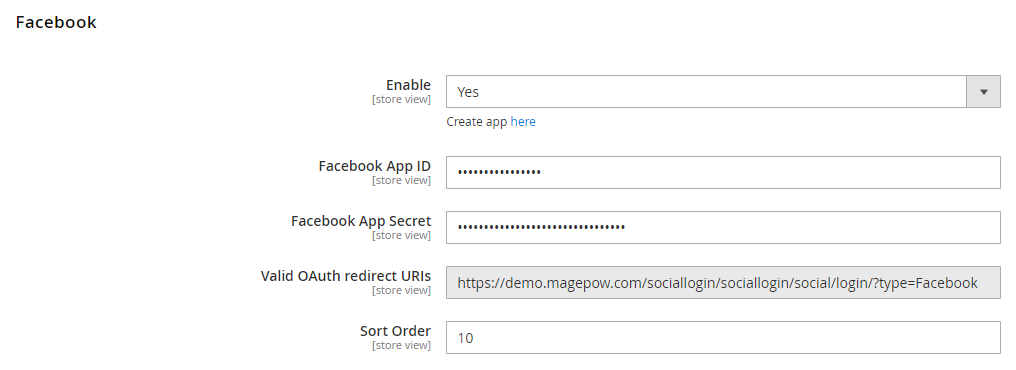 Facebook
Enable
[store view]
Yes
Create app here
Facebook App ID
[store view]
••••••••••••••••
Facebook App Secret
[store view]
••••••••••••••••••••••••••••••••
Valid OAuth redirect URIs
[store view]
https://demo.magepow.com/sociallogin/sociallogin/social/login/?type=Facebook
Sort Order
[store view]
10